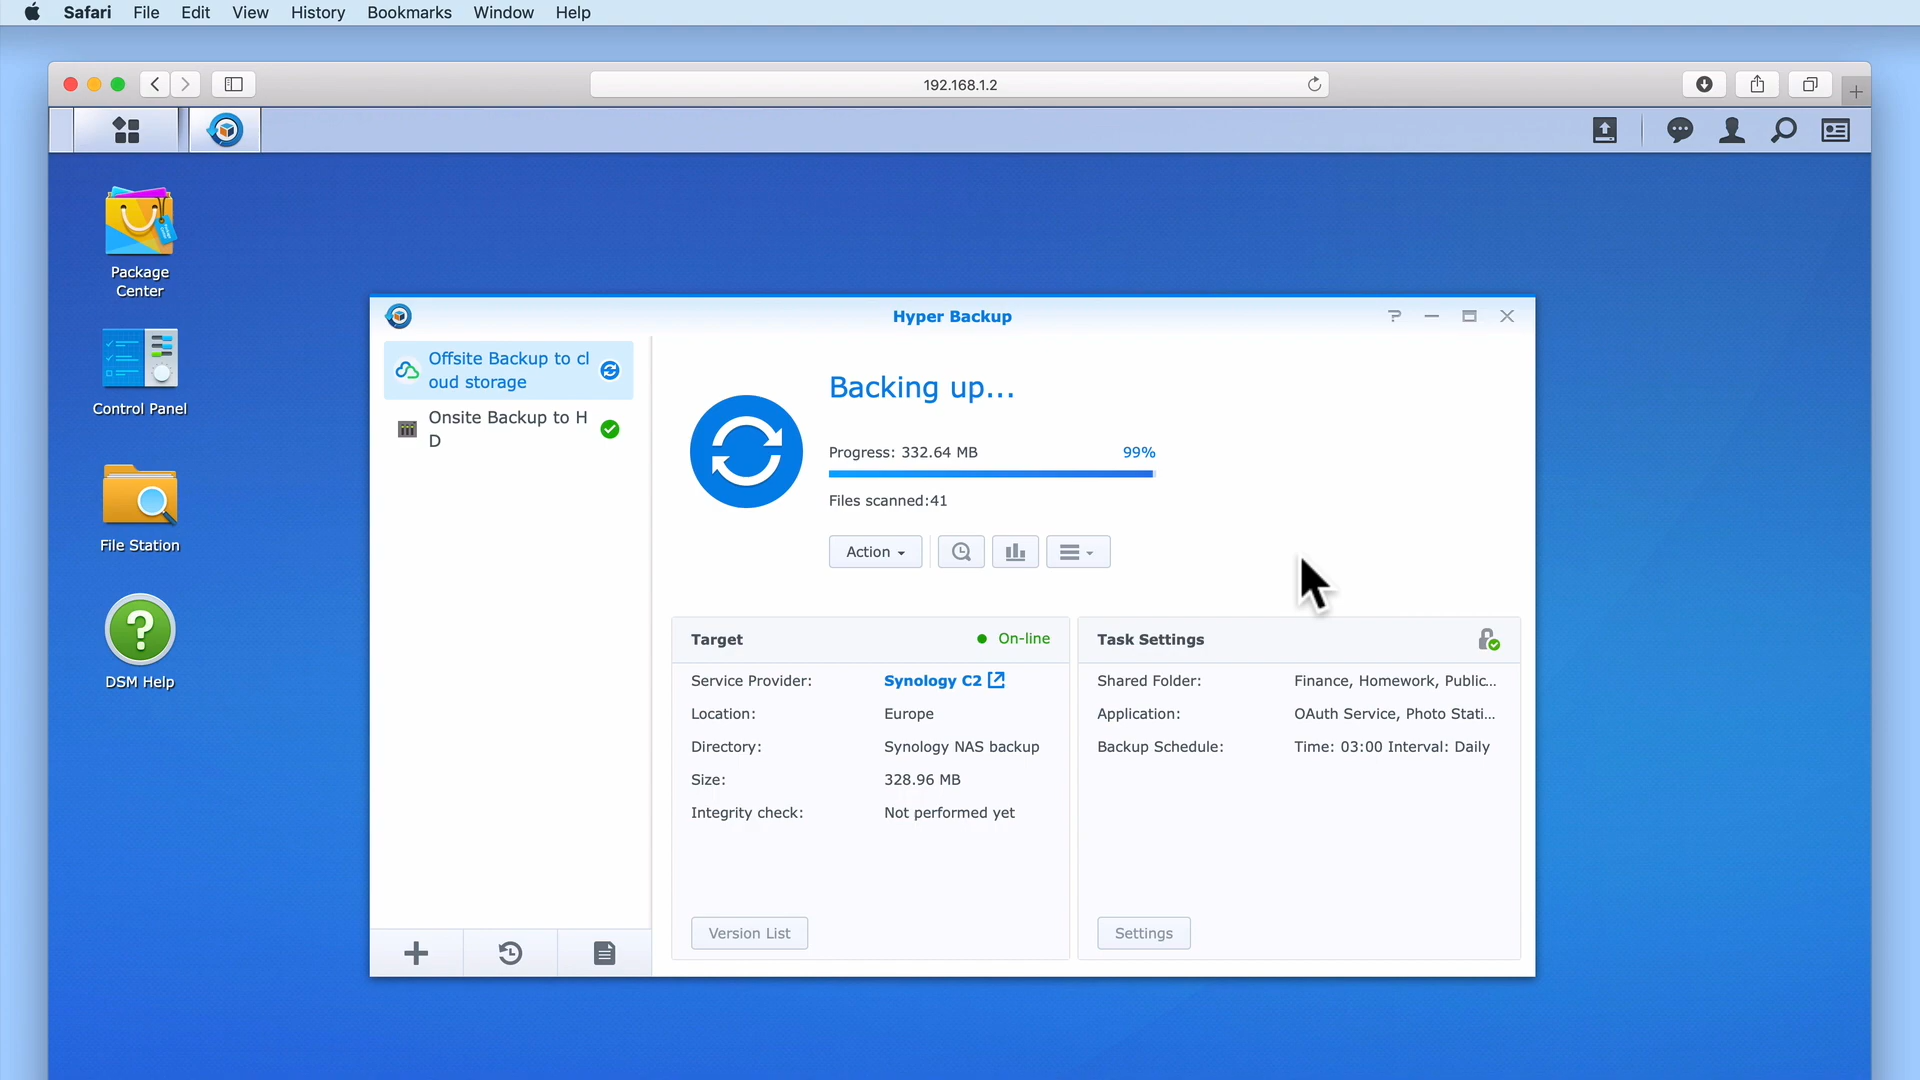 Safari File Edit View History Bookmarks Window Help
192.168.1.2
Package
Center
Control Panel
File Station
DSM Help
Hyper Backup
Offsite Backup to cl
oud storage
Onsite Backup to H
D
Backing up...
Progress: 332.64 MB 99%
Files scanned:41
Action
Target On-line
Service Provider: Synology C2
Location: Europe
Directory: Synology NAS backup
Size: 328.96 MB
Integrity check: Not performed yet
Version List
Task Settings
Shared Folder: Finance, Homework, Public...
Application: OAuth Service, Photo Stati...
Backup Schedule: Time: 03:00 Interval: Daily
Settings